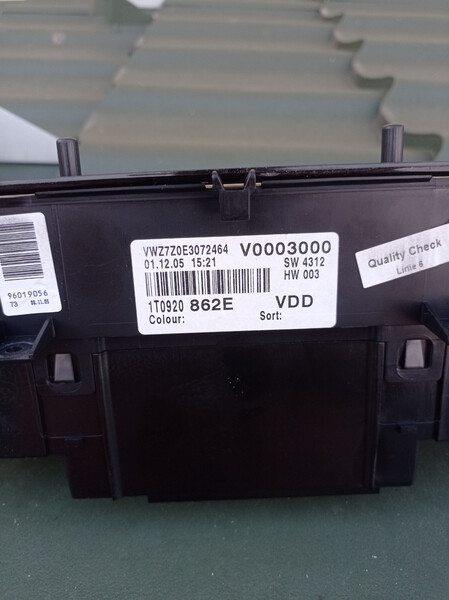 VWZ7Z0E3072464 V0003000
01.12.05 15:21 SW 4312
HW 003
1T0920 862E VDD
Colour: Sort:
Quality Check
Linie 6
96019056
T3